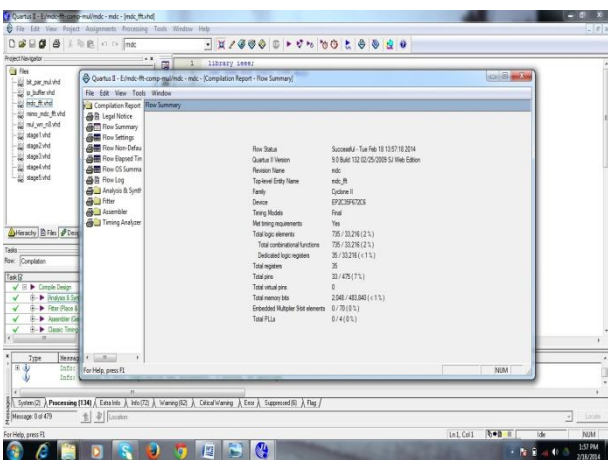 Quartus II - E:/mdc-fft-comp-mul/mdc - mdc - [mdc_fft.vhd]
File Edit View Project Assignments Processing Tools Window Help
mdc
Project Navigator
Files
bit_par_mul.vhd
ip_buffer.vhd
mdc_fft.vhd
mimo_mdc_fft.vhd
mul_wn_n8.vhd
stage1.vhd
stage2.vhd
stage3.vhd
stage4.vhd
stage5.vhd
Hierarchy Files
1 library ieee;
Quartus II - E:/mdc-fft-comp-mul/mdc - mdc - [Compilation Report - Flow Summary]
File Edit View Tools Window
Compilation Report
Legal Notice
Flow Summary
Flow Settings
Flow Non-Defau
Flow Elapsed Tim
Flow OS Summa
Flow Log
Analysis & Synth
Fitter
Assembler
Timing Analyzer
Flow Summary
Flow Status Successful - Tue Feb 18 13:57:18 2014
Quartus II Version 9.0 Build 132 02/25/2009 SJ Web Edition
Revision Name mdc
Top-level Entity Name mdc_fft
Family Cyclone II
Device EP2C35F672C6
Timing Models Final
Met timing requirements Yes
Total logic elements 735 / 33,216 ( 2 % )
Total combinational functions 735 / 33,216 ( 2 % )
Dedicated logic registers 35 / 33,216 ( < 1 % )
Total registers 35
Total pins 33 / 475 ( 7 % )
Total virtual pins 0
Total memory bits 2,048 / 483,840 ( < 1 % )
Embedded Multiplier 9-bit elements 0 / 70 ( 0 % )
Total PLLs 0 / 4 ( 0 % )
For Help, press F1
NUM
Tasks
Flow: Compilation
Task
Compile Design
Analysis & Syn
Fitter (Place &
Assembler (Ge
Classic Timing
Type Message
Info:
Info:
System (2) Processing (134) Extra Info Info (72) Warning (62) Critical Warning Error Suppressed (6) Flag
Message: 0 of 479
Location:
Locate
For Help, press F1
Ln 1, Col 1
Idle
NUM
1:57 PM
2/18/2014